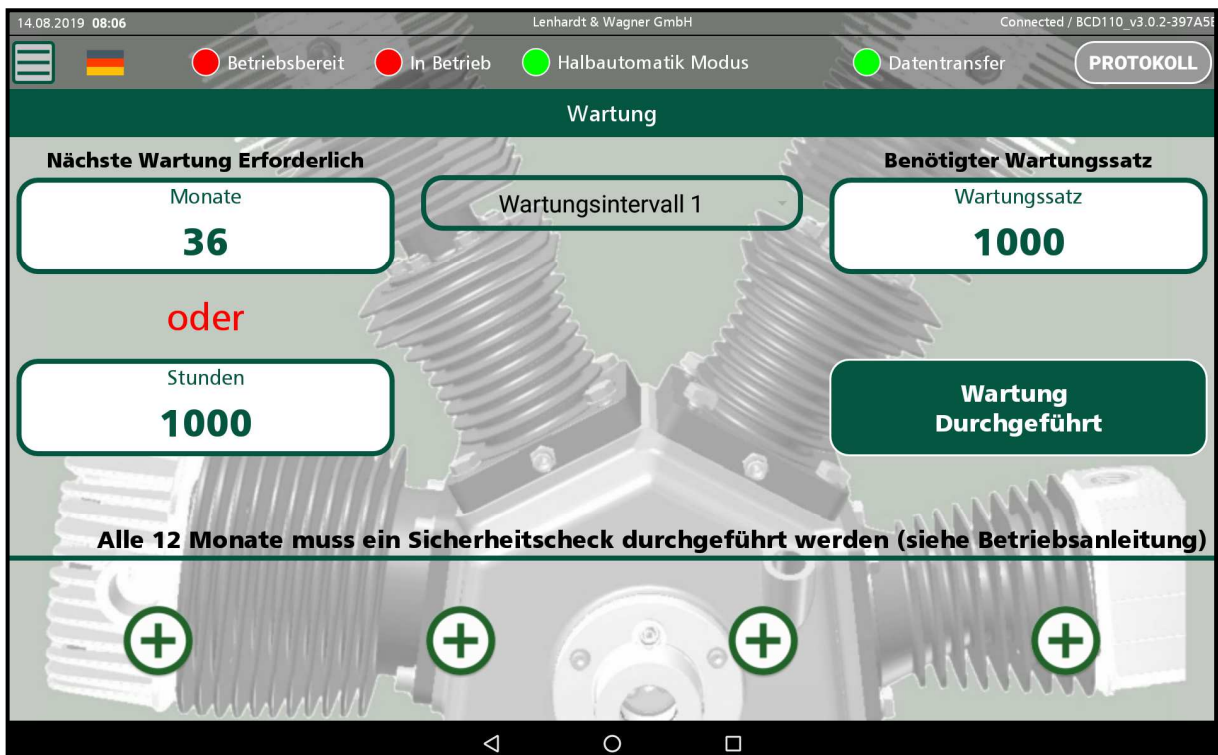 14.08.2019 08:06 Lenhardt & Wagner GmbH Connected / BCD110_v3.0.2-397A5E
Betriebsbereit In Betrieb Halbautomatik Modus Datentransfer PROTOKOLL
Wartung
Nächste Wartung Erforderlich Benötigter Wartungssatz
Monate Wartungsintervall 1 Wartungssatz
36 1000
oder
Stunden
1000
Wartung
Durchgeführt
Alle 12 Monate muss ein Sicherheitscheck durchgeführt werden (siehe Betriebsanleitung)